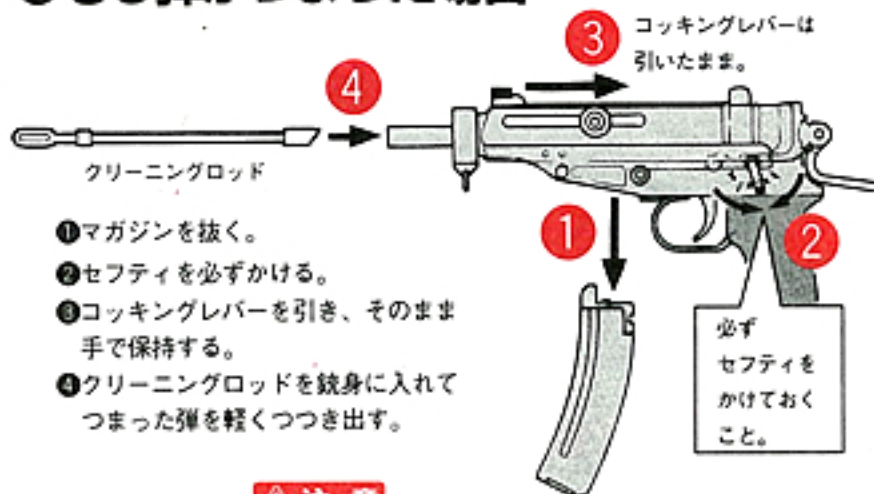 コッキングレバーは
引いたまま。
3
4
クリーニングロッド
1
2
❶マガジンを抜く。
❷セフティを必ずかける。
❸コッキングレバーを引き、そのまま
手で保持する。
❹クリーニングロッドを銃身に入れて
つまった弾を軽くつつき出す。
必ず
セフティを
かけておく
こと。